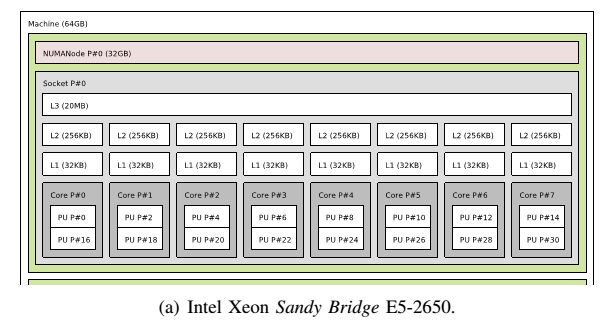 Machine (64GB)
NUMANode P#0 (32GB)
Socket P#0
L3 (20MB)
L2 (256KB) L2 (256KB) L2 (256KB) L2 (256KB) L2 (256KB) L2 (256KB) L2 (256KB) L2 (256KB)
L1 (32KB) L1 (32KB) L1 (32KB) L1 (32KB) L1 (32KB) L1 (32KB) L1 (32KB) L1 (32KB)
Core P#0 Core P#1 Core P#2 Core P#3 Core P#4 Core P#5 Core P#6 Core P#7
PU P#0 PU P#2 PU P#4 PU P#6 PU P#8 PU P#10 PU P#12 PU P#14
PU P#16 PU P#18 PU P#20 PU P#22 PU P#24 PU P#26 PU P#28 PU P#30
(a) Intel Xeon Sandy Bridge E5-2650.